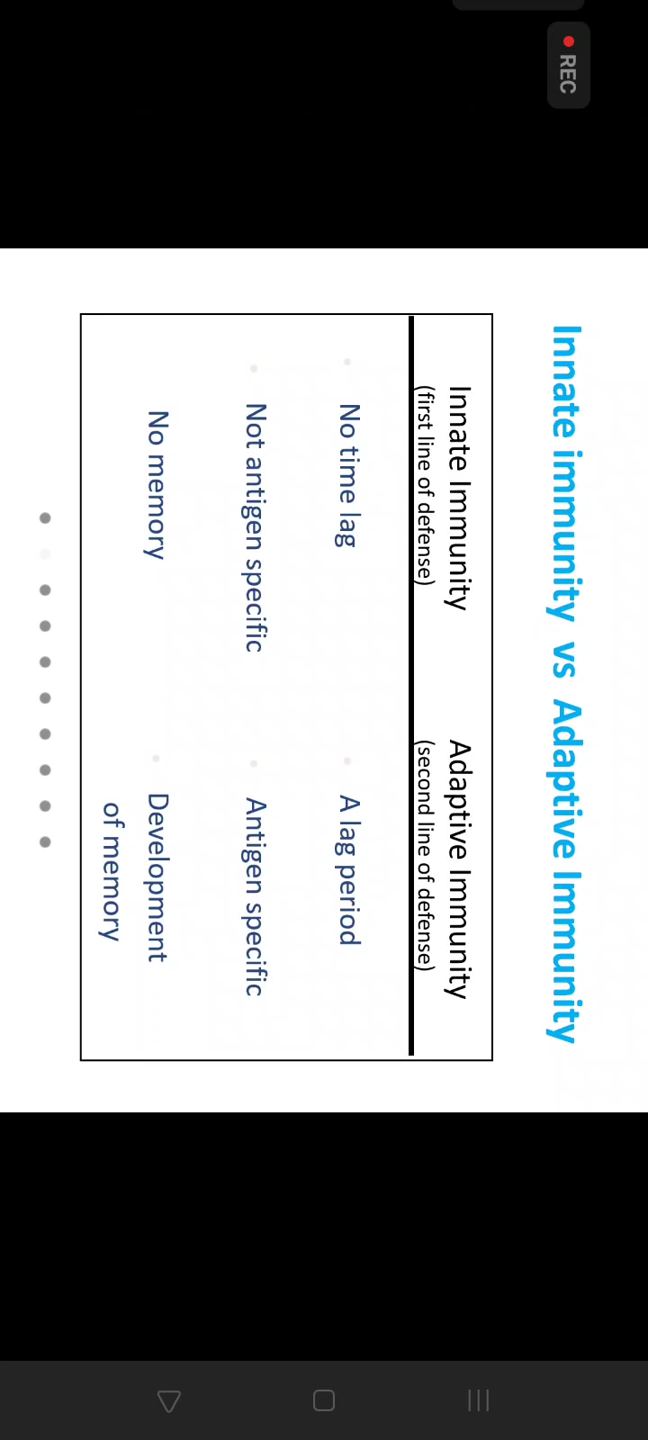 REC
Innate immunity vs Adaptive Immunity
Innate Immunity
(first line of defense)
Adaptive Immunity
(second line of defense)
No time lag
A lag period
Not antigen specific
Antigen specific
No memory
Development
of memory